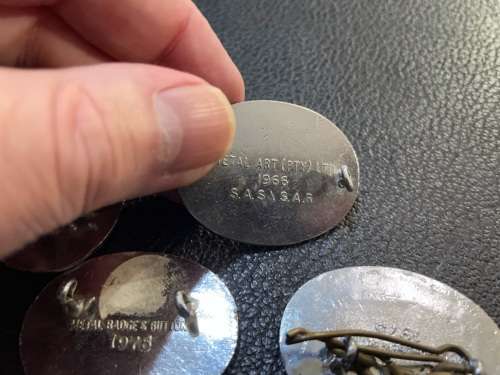 METAL ART (PTY) LTD
1966
S.A.S \ S.A.R
METAL BADGE & BUTTON
1978